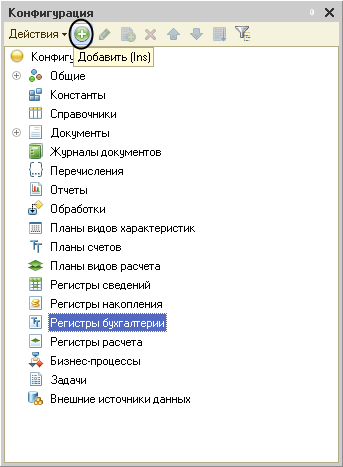 Конфигурация
Действия
Конфигу
Добавить (Ins)
Общие
Константы
Справочники
Документы
Журналы документов
Перечисления
Отчеты
Обработки
Планы видов характеристик
Планы счетов
Планы видов расчета
Регистры сведений
Регистры накопления
Регистры бухгалтерии
Регистры расчета
Бизнес-процессы
Задачи
Внешние источники данных